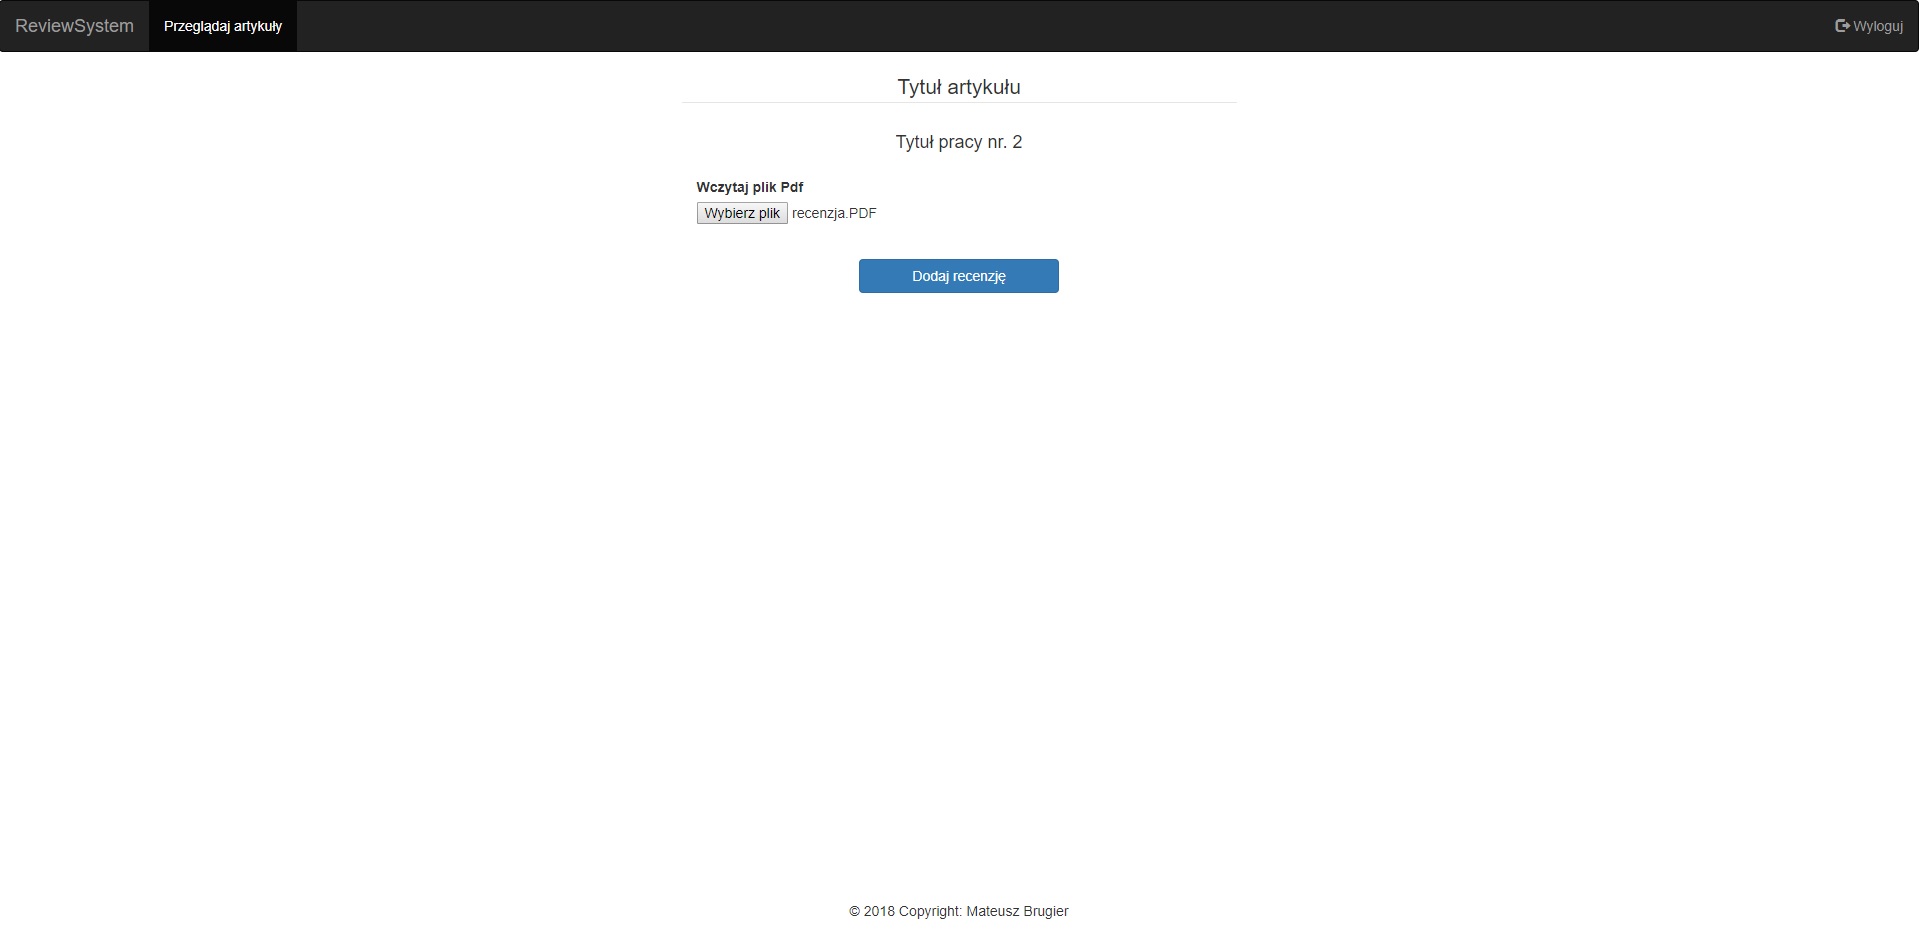 ReviewSystem Przeglądaj artykuły Wyloguj
Tytuł artykułu
Tytuł pracy nr. 2
Wczytaj plik Pdf
Wybierz plik recenzja.PDF
Dodaj recenzję
© 2018 Copyright: Mateusz Brugier